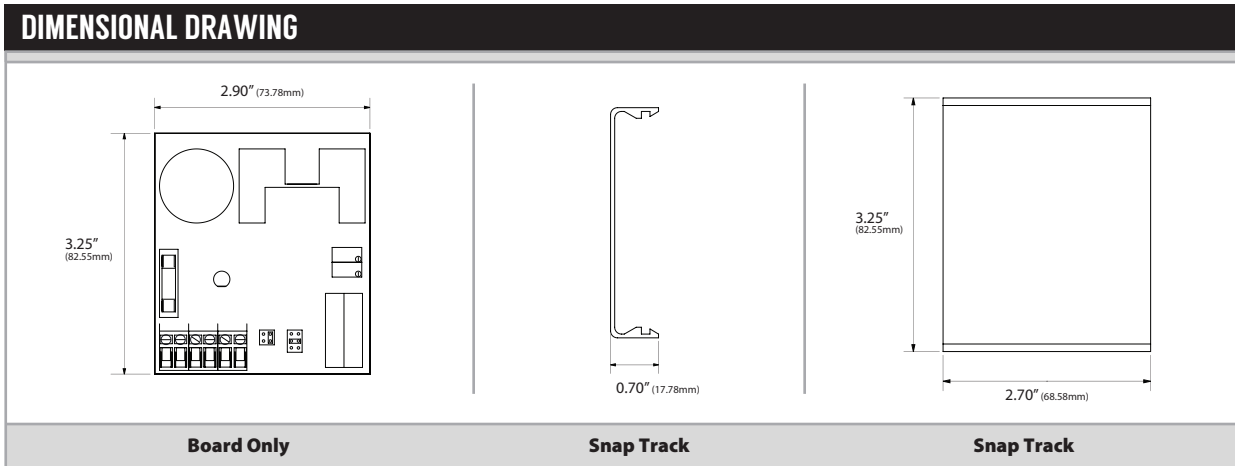 DIMENSIONAL DRAWING
2.90" (73.78mm)
3.25"
(82.55mm)
0.70" (17.78mm)
3.25"
(82.55mm)
2.70" (68.58mm)
Board Only
Snap Track
Snap Track